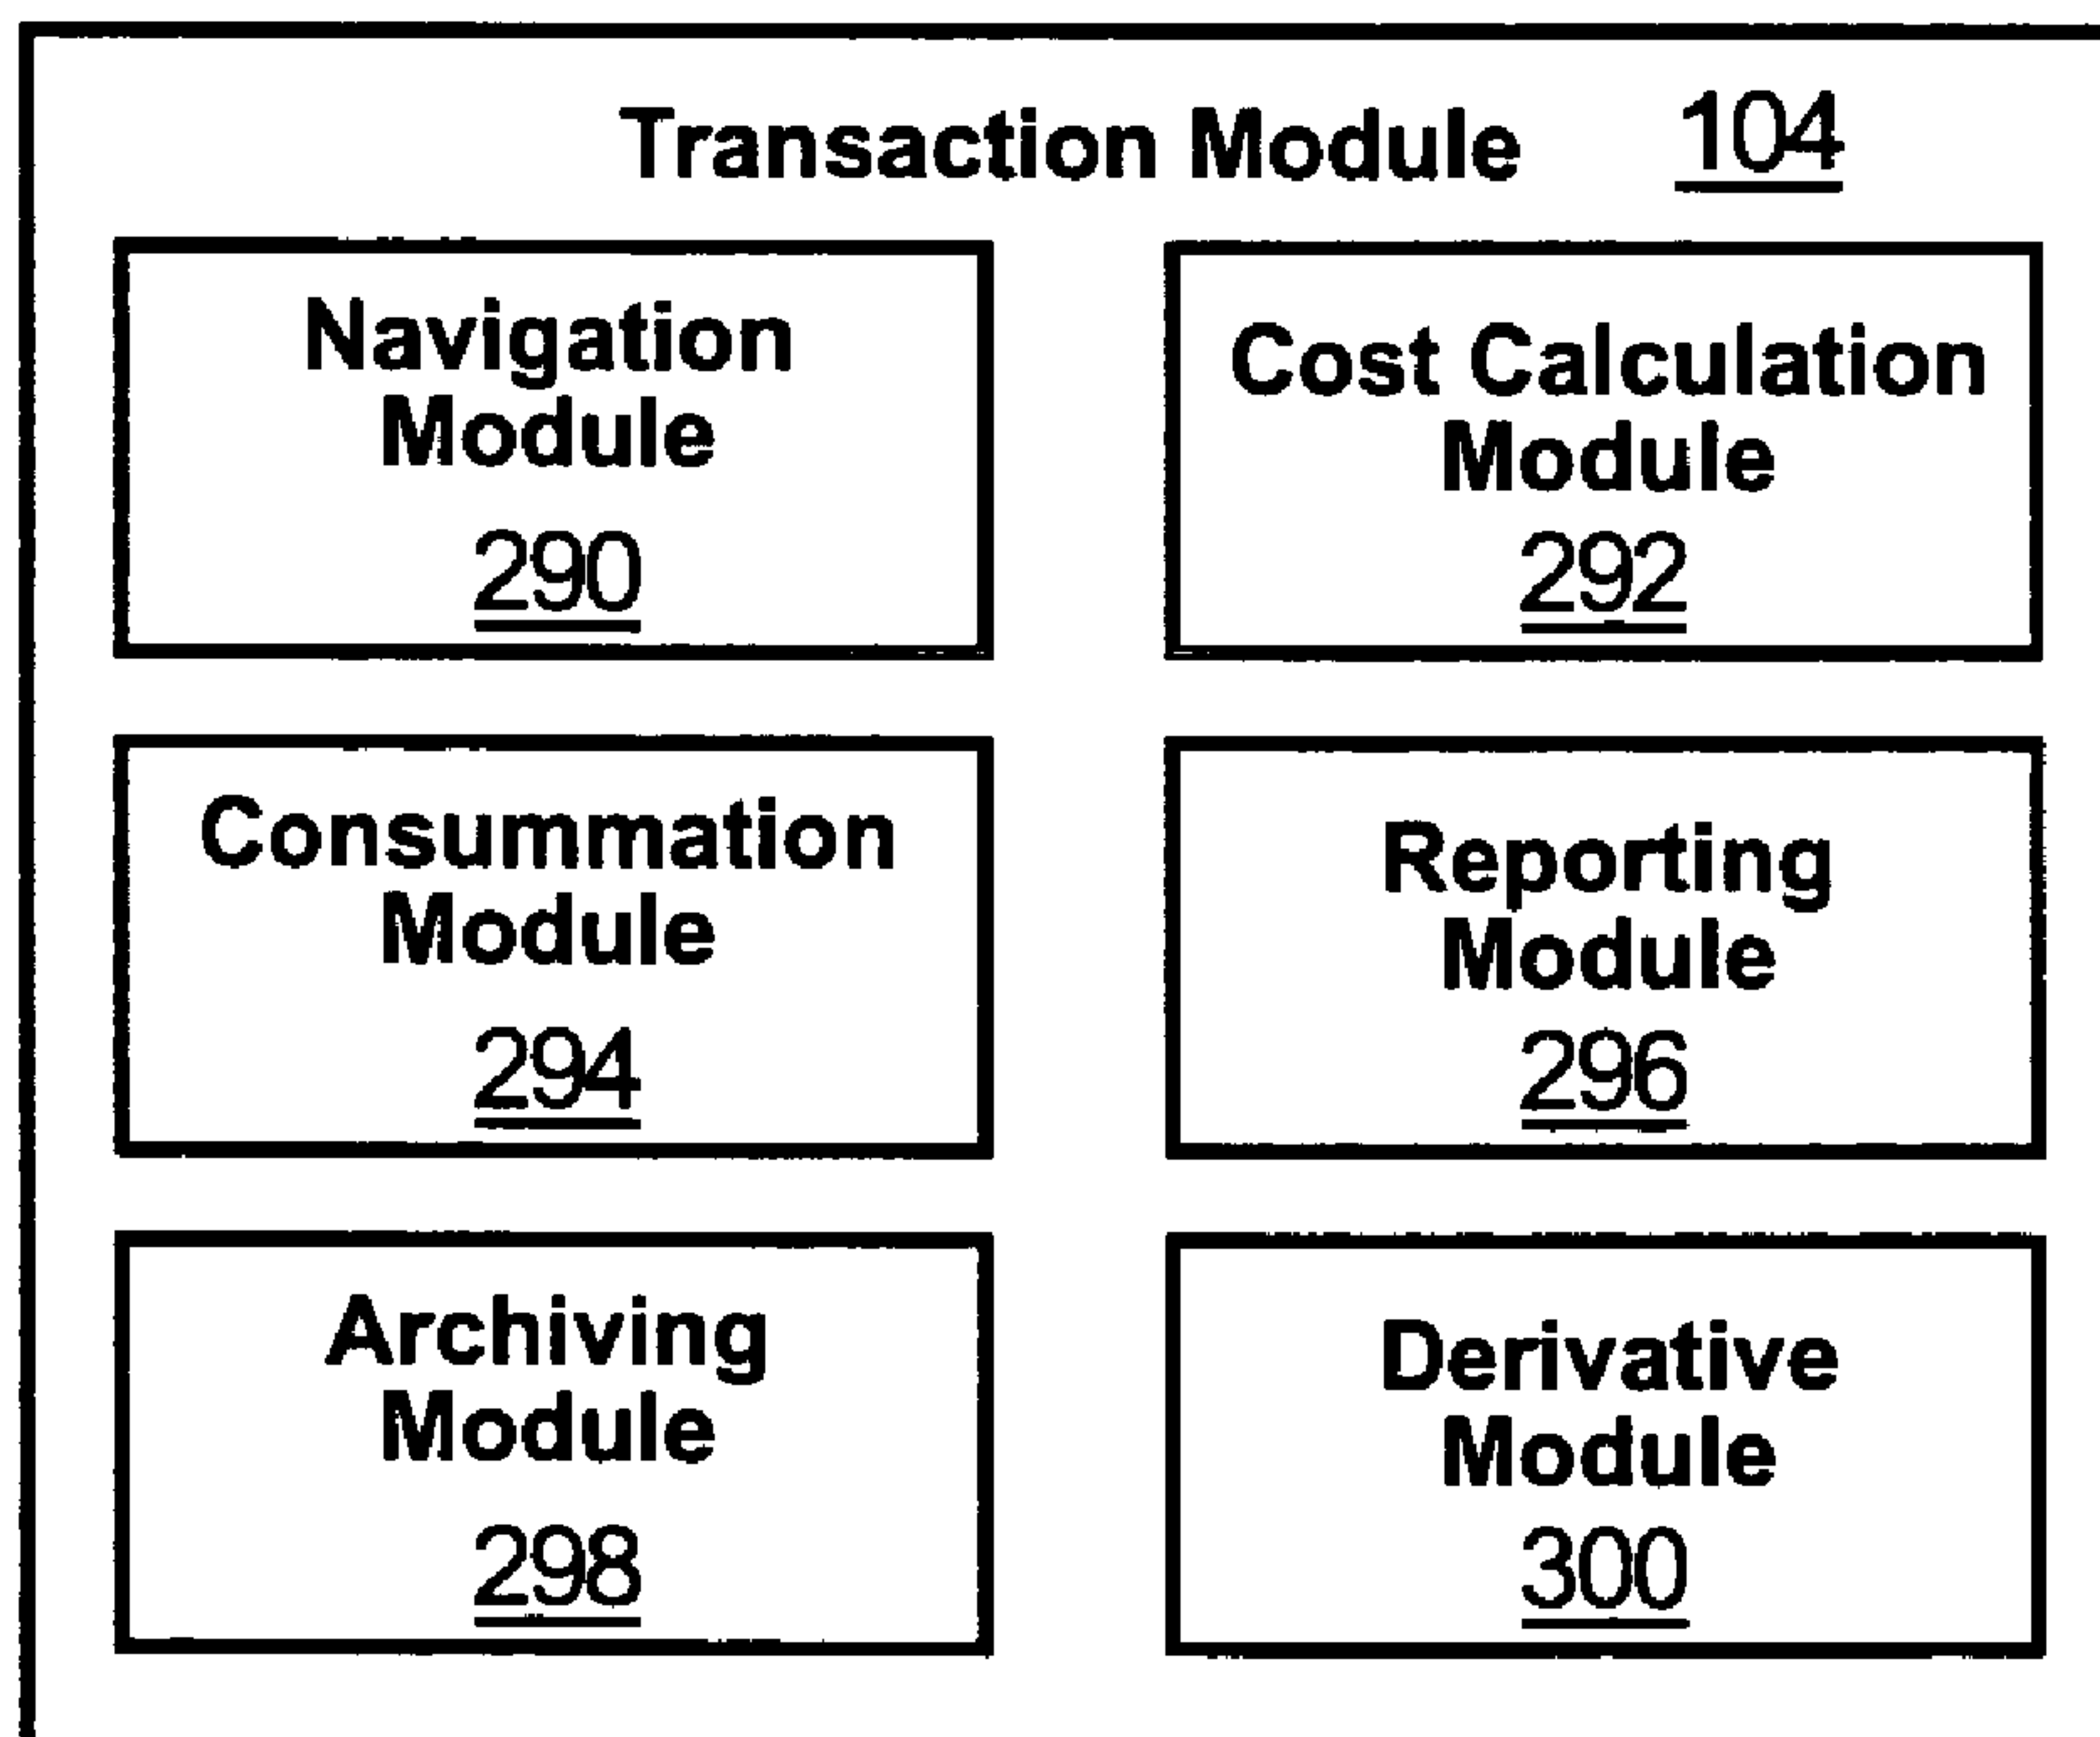 Transaction Module 104
Navigation
Module
290
Cost Calculation
Module
292
Consummation
Module
294
Reporting
Module
296
Archiving
Module
298
Derivative
Module
300